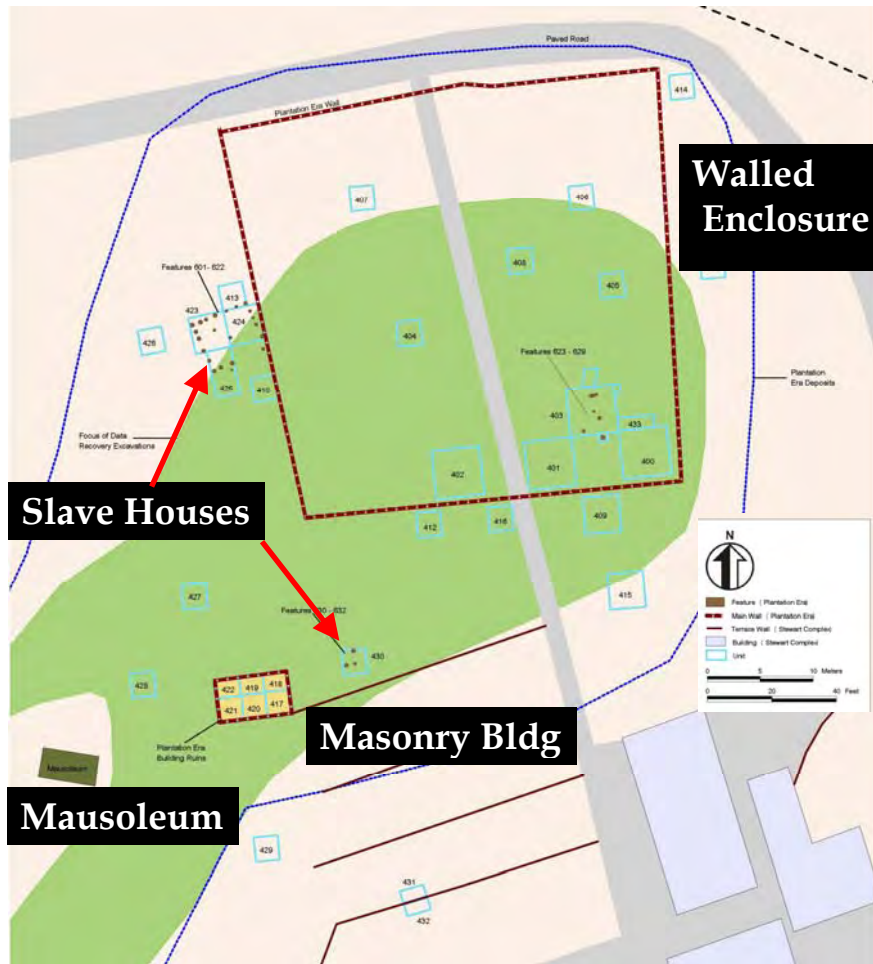 Paved Road
Plantation Era Wall
414
Walled
Enclosure
407
406
408
405
Features 601- 622
413
423
424
426
404
Features 623 - 629
425
410
403
433
Plantation
Era Deposits
Focus of Data
Recovery Excavations
402
401
400
Slave Houses
412
416
409
N
415
427
Feature ( Plantation Era)
Main Wall ( Plantation Era)
Terrace Wall ( Stewart Complex)
Building ( Stewart Complex)
Unit
0 5 10 Meters
0 20 40 Feet
430
428
422 419 418
421 420 417
Plantation Era
Building Ruins
Masonry Bldg
Mausoleum
Mausoleum
429
431
432